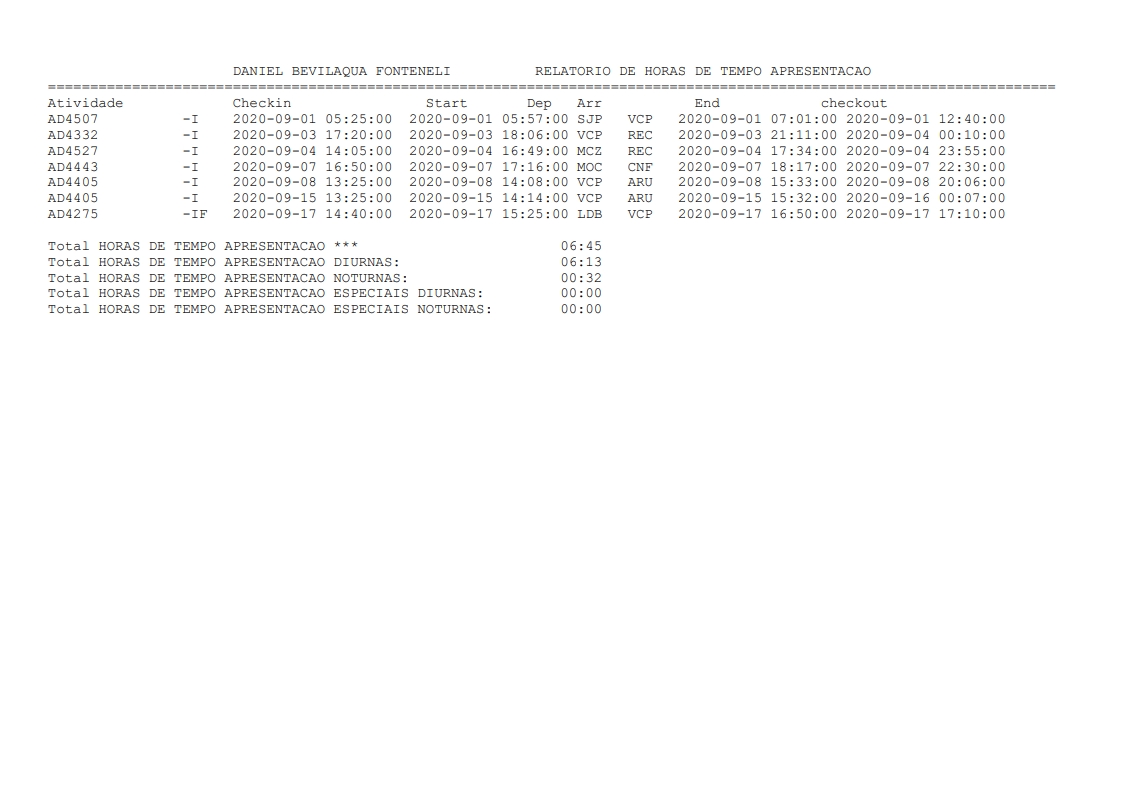 DANIEL BEVILAQUA FONTENELI          RELATORIO DE HORAS DE TEMPO APRESENTACAO
========================================================================================================================
Atividade             Checkin                Start       Dep   Arr           End            checkout
AD4507          -I    2020-09-01 05:25:00  2020-09-01 05:57:00 SJP   VCP   2020-09-01 07:01:00 2020-09-01 12:40:00
AD4332          -I    2020-09-03 17:20:00  2020-09-03 18:06:00 VCP   REC   2020-09-03 21:11:00 2020-09-04 00:10:00
AD4527          -I    2020-09-04 14:05:00  2020-09-04 16:49:00 MCZ   REC   2020-09-04 17:34:00 2020-09-04 23:55:00
AD4443          -I    2020-09-07 16:50:00  2020-09-07 17:16:00 MOC   CNF   2020-09-07 18:17:00 2020-09-07 22:30:00
AD4405          -I    2020-09-08 13:25:00  2020-09-08 14:08:00 VCP   ARU   2020-09-08 15:33:00 2020-09-08 20:06:00
AD4405          -I    2020-09-15 13:25:00  2020-09-15 14:14:00 VCP   ARU   2020-09-15 15:32:00 2020-09-16 00:07:00
AD4275          -IF   2020-09-17 14:40:00  2020-09-17 15:25:00 LDB   VCP   2020-09-17 16:50:00 2020-09-17 17:10:00
Total HORAS DE TEMPO APRESENTACAO ***                        06:45
Total HORAS DE TEMPO APRESENTACAO DIURNAS:                   06:13
Total HORAS DE TEMPO APRESENTACAO NOTURNAS:                  00:32
Total HORAS DE TEMPO APRESENTACAO ESPECIAIS DIURNAS:         00:00
Total HORAS DE TEMPO APRESENTACAO ESPECIAIS NOTURNAS:        00:00